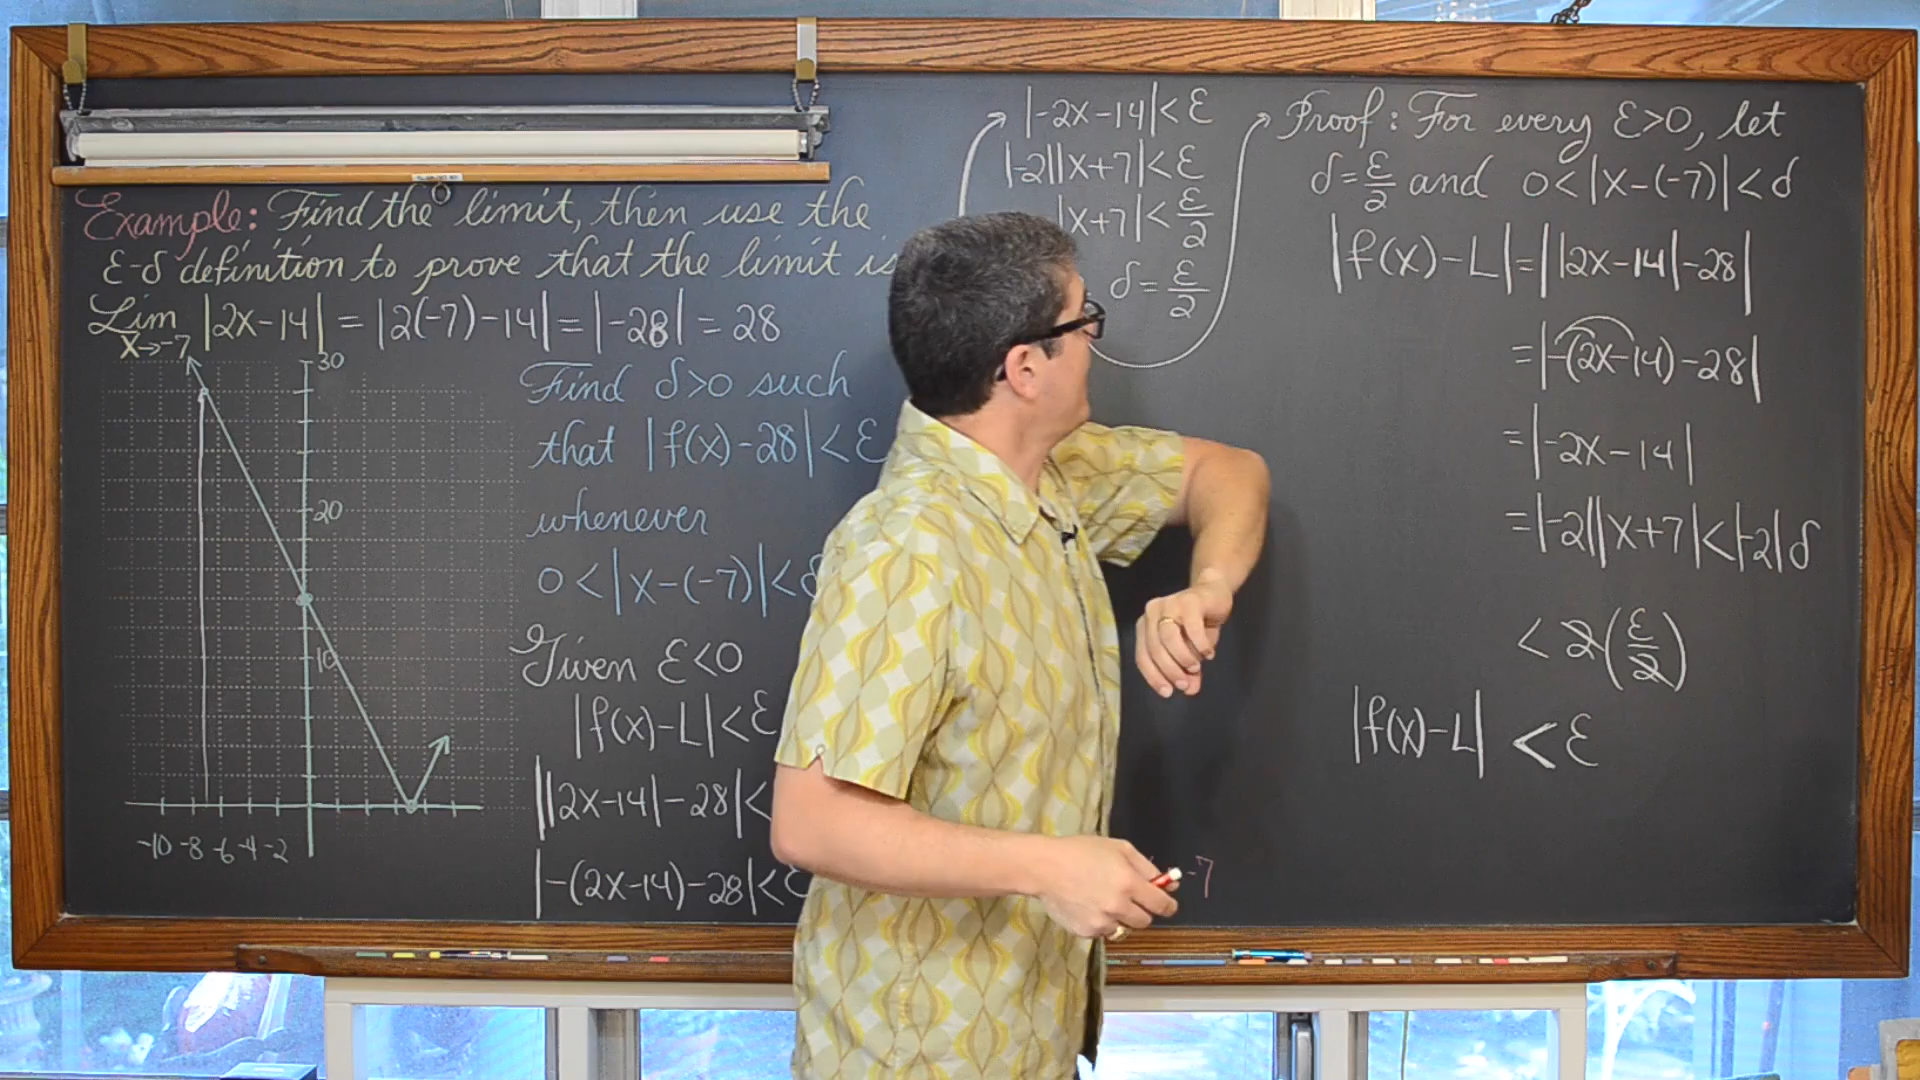 Example: Find the limit, then use the
ε-δ definition to prove that the limit is
Lim |2x-14| = |2(-7)-14| = |-28| = 28
x→-7
30
20
10
-10 -8 -6 -4 -2
Find δ>0 such
that |f(x)-28|<ε
whenever
0<|x-(-7)|<δ
Given ε<0
|f(x)-L|<ε
||2x-14|-28|<
|-(2x-14)-28|<ε
|-2x-14|<ε
|-2||x+7|<ε
|x+7|<ε/2
δ=ε/2
-7
Proof: For every ε>0, let
δ=ε/2 and 0<|x-(-7)|<δ
|f(x)-L|=||2x-14|-28|
=|-(2x-14)-28|
=|-2x-14|
=|-2||x+7|<|-2|δ
<2(ε/2)
|f(x)-L| <ε